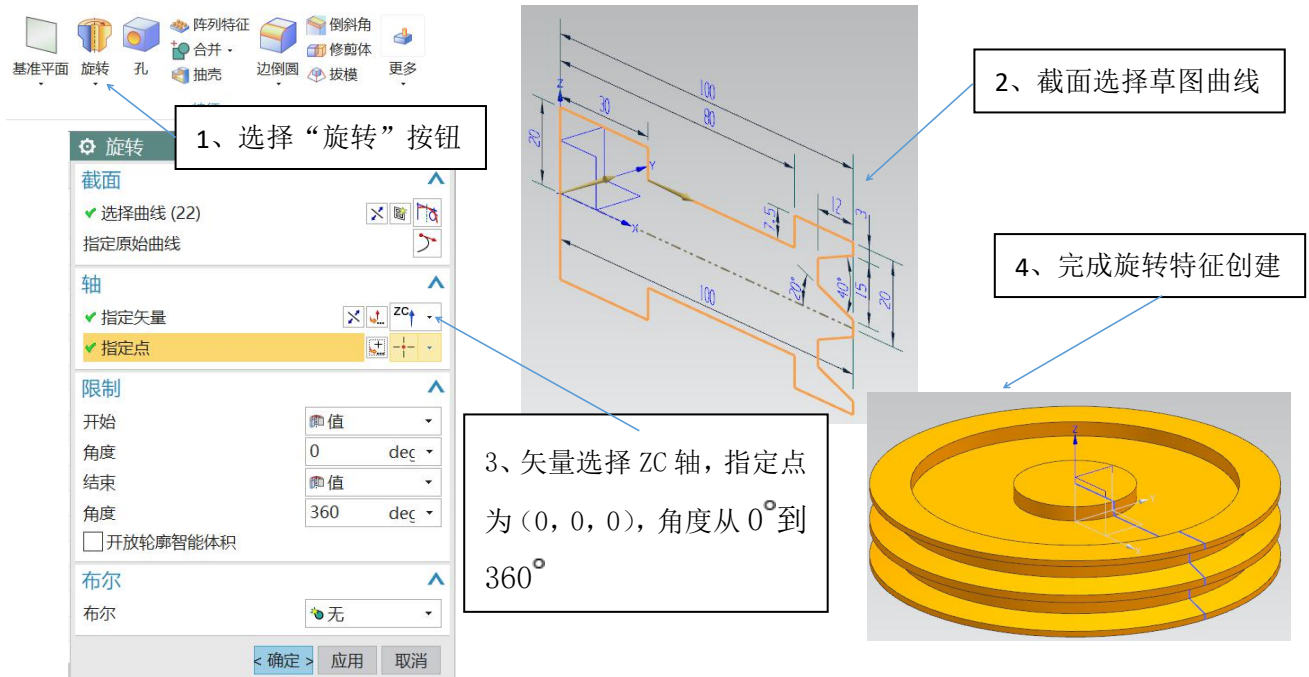 阵列特征
倒斜角
合并
修剪体
基准平面 旋转 孔
抽壳
边倒圆
拔模
更多
1、选择“旋转”按钮
旋转
截面
选择曲线 (22)
指定原始曲线
轴
指定矢量
ZC
指定点
限制
开始
值
角度
0
deg
结束
值
角度
360
deg
开放轮廓智能体积
布尔
布尔
无
< 确定 > 应用 取消
100
80
30
Z
20
Y
X
7.5
12
3
20°
40°
15
20
100
2、截面选择草图曲线
3、矢量选择 ZC 轴，指定点
为（0，0，0），角度从 0°到
360°
4、完成旋转特征创建
Z
Y
X